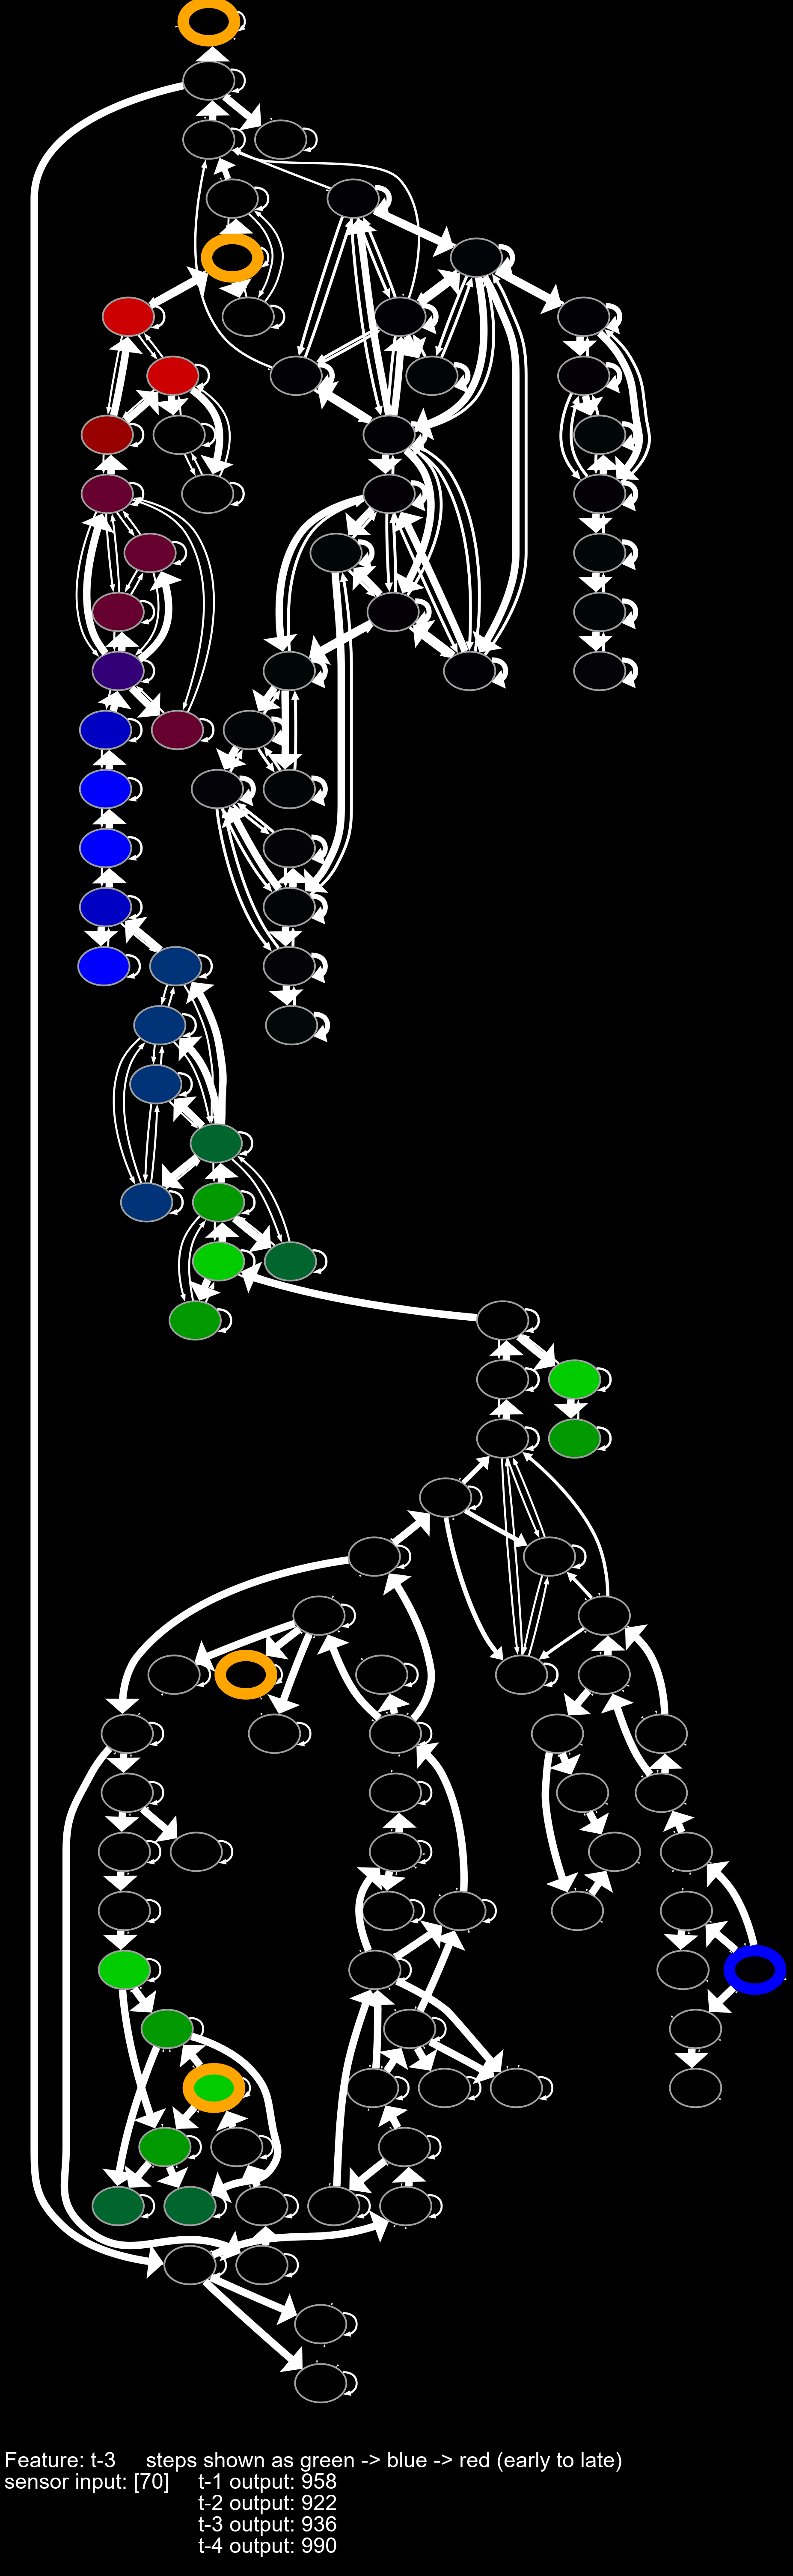 Feature: t-3 steps shown as green -> blue -> red (early to late)
sensor input: [70] t-1 output: 958
t-2 output: 922
t-3 output: 936
t-4 output: 990